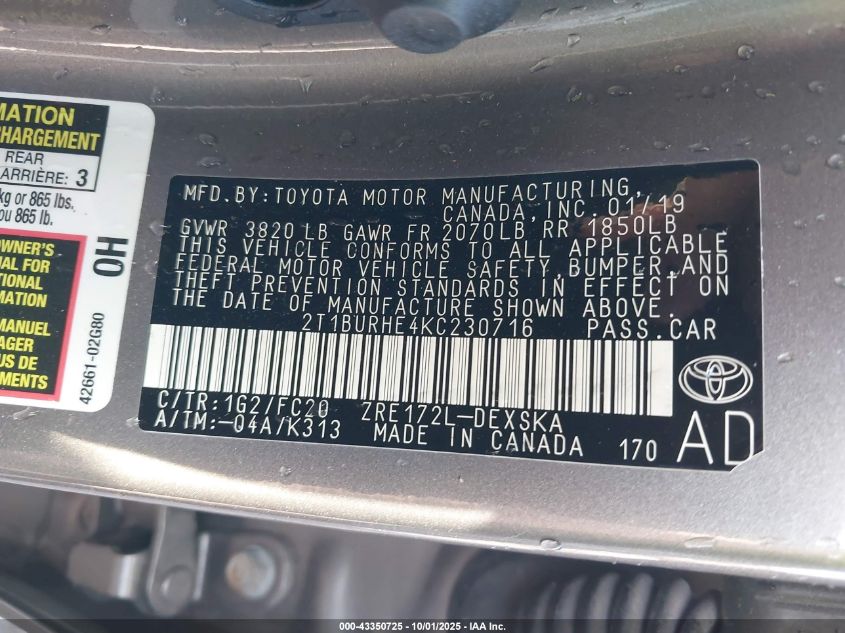 MATION
CHARGEMENT
REAR
ARRIÈRE: 3
kg or 865 lbs.
ou 865 lb.
OWNER'S
AL FOR
TIONAL
MATION
MANUEL
AGER
US DE
MENTS
OH
42661-02G80
MFD.BY:TOYOTA MOTOR MANUFACTURING,
CANADA,INC.01/19
GVWR 3820 LB GAWR FR 2070LB RR 1850LB
THIS VEHICLE CONFORMS TO ALL APPLICABLE
FEDERAL MOTOR VEHICLE SAFETY,BUMPER,AND
THEFT PREVENTION STANDARDS IN EFFECT ON
THE DATE OF MANUFACTURE SHOWN ABOVE.
2T1BURHE4KC230716 PASS.CAR
C/TR:1G2/FC20 ZRE172L-DEXSKA
A/TM:-04A/K313 MADE IN CANADA 170 AD
000-43350725 - 10/01/2025 - IAA Inc.